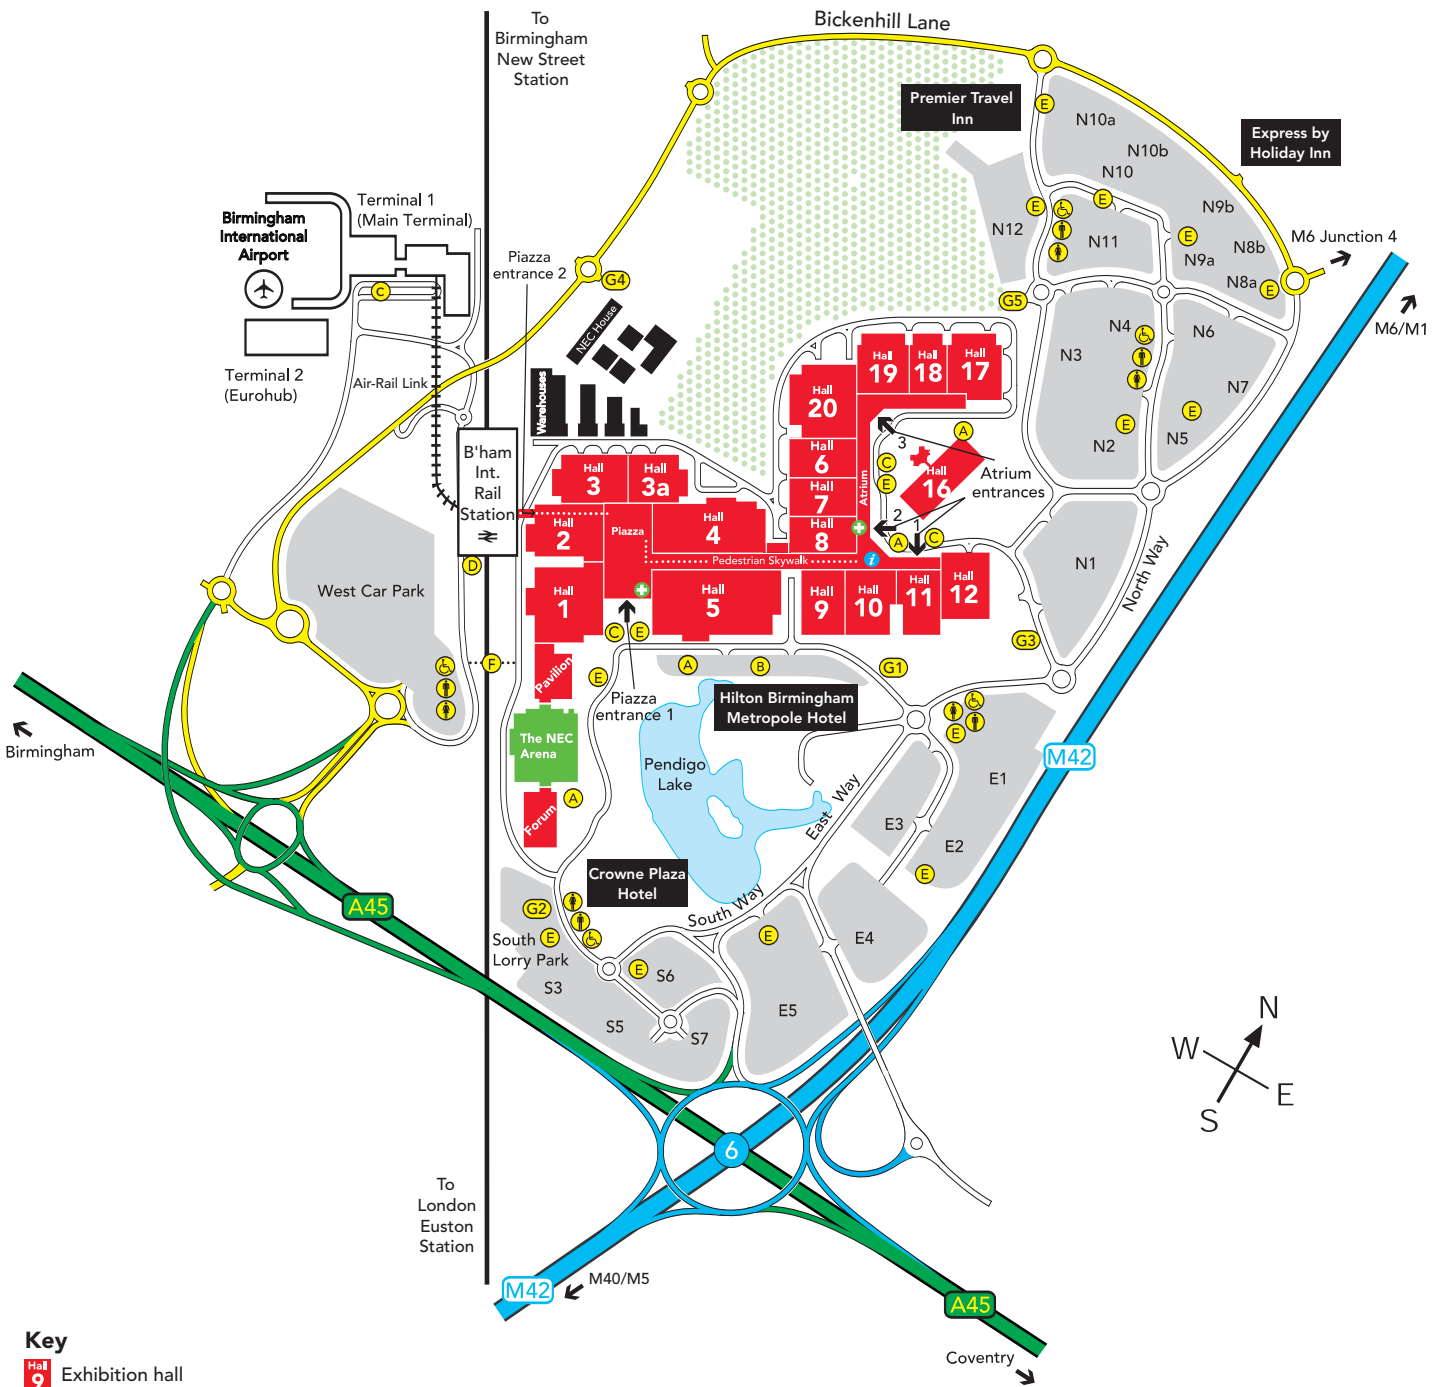 To
Birmingham
New Street
Station
Bickenhill Lane
Premier Travel
Inn
Express by
Holiday Inn
E
N10a
N10b
N10
E
E
N9b
N12
N11
E
N9a
N8b
N8a
E
M6 Junction 4
M6/M1
Terminal 1
(Main Terminal)
Birmingham
International
Airport
C
Terminal 2
(Eurohub)
Air-Rail Link
Piazza
entrance 2
G4
G5
NEC House
Warehouses
N4
N6
N3
N7
E
N2
E
N5
Hall
19
Hall
18
Hall
17
Hall
20
Hall
6
Hall
7
Hall
8
Atrium
3
A
C
E
Hall
16
Atrium
entrances
2
1
A
C
B'ham
Int.
Rail
Station
Hall
3
Hall
3a
Hall
2
Piazza
Hall
4
Pedestrian Skywalk
i
Hall
1
Hall
5
Hall
9
Hall
10
Hall
11
Hall
12
N1
North Way
G3
West Car Park
D
F
C
E
A
B
G1
Pavilion
E
Piazza
entrance 1
Hilton Birmingham
Metropole Hotel
The NEC
Arena
Pendigo
Lake
E
M42
E1
East Way
E3
E2
E
A
Forum
Birmingham
A45
Crowne Plaza
Hotel
South Way
G2
South
Lorry Park
E
E
E4
E
S6
S3
S5
S7
E5
N
W
E
S
6
To
London
Euston
Station
M42
M40/M5
A45
Coventry
Key
Hall
9
Exhibition hall